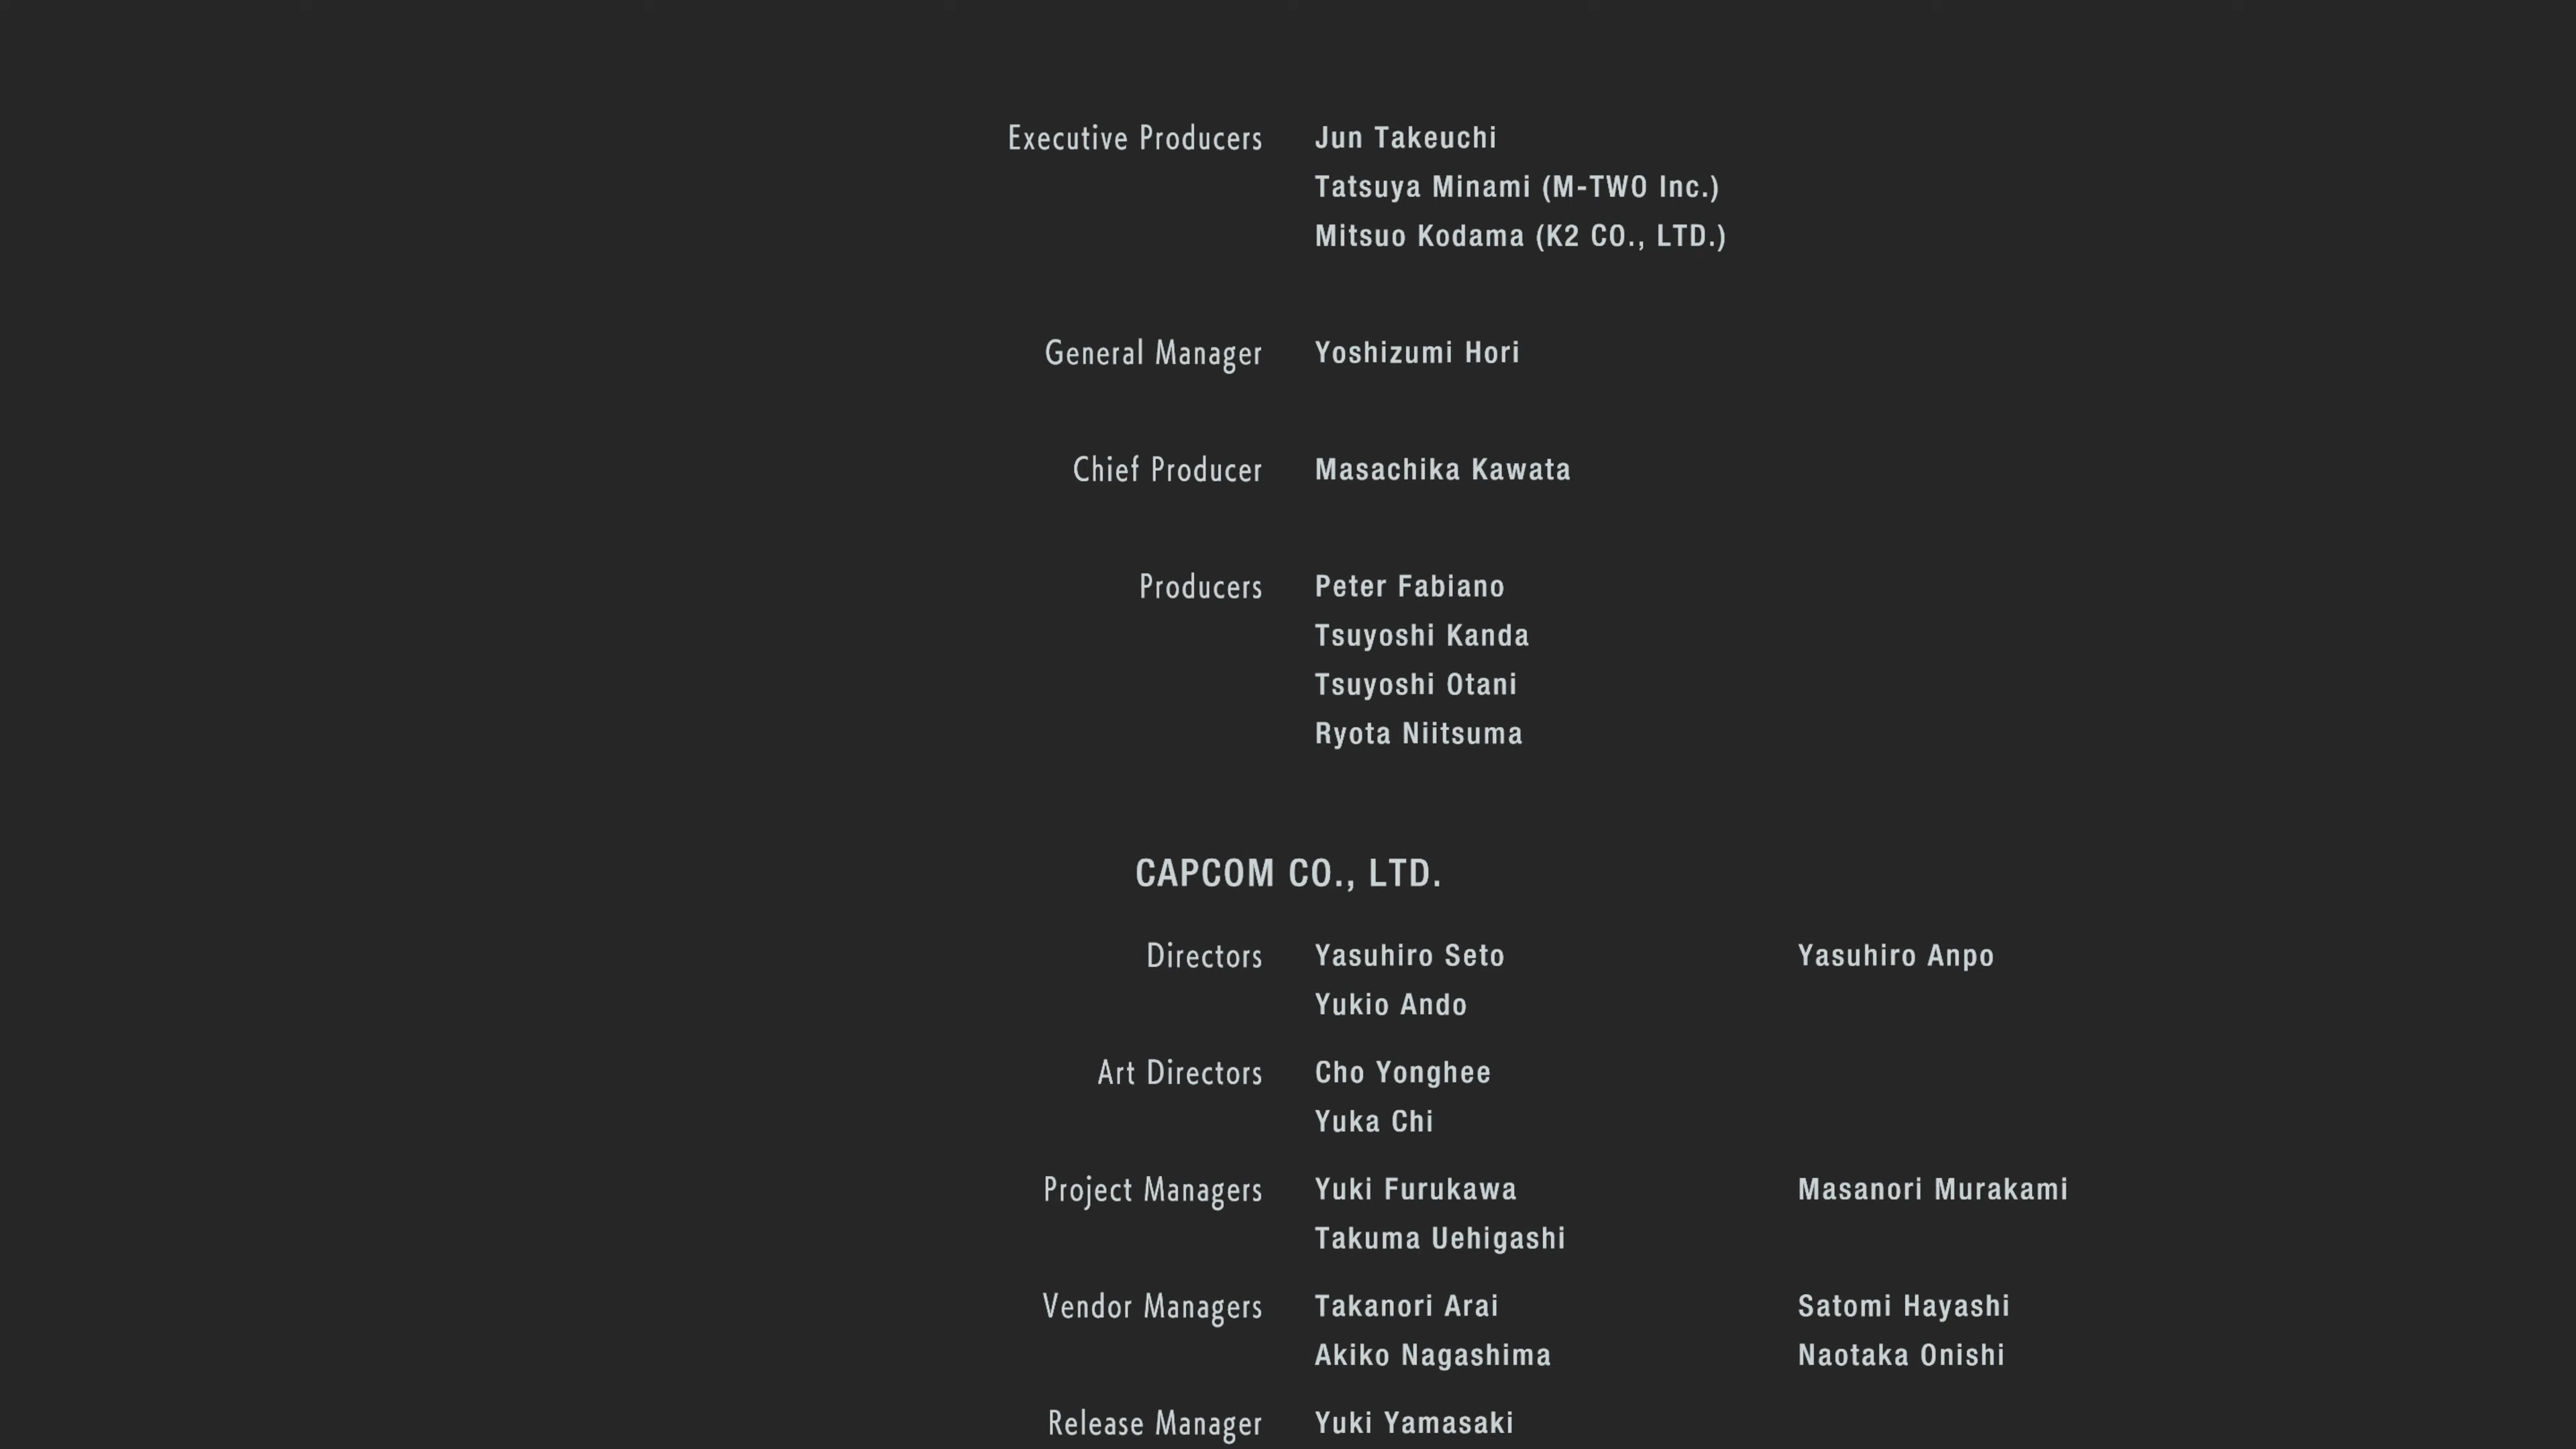 Executive Producers Jun Takeuchi
Tatsuya Minami (M-TWO Inc.)
Mitsuo Kodama (K2 CO., LTD.)
General Manager Yoshizumi Hori
Chief Producer Masachika Kawata
Producers Peter Fabiano
Tsuyoshi Kanda
Tsuyoshi Otani
Ryota Niitsuma
CAPCOM CO., LTD.
Directors Yasuhiro Seto Yasuhiro Anpo
Yukio Ando
Art Directors Cho Yonghee
Yuka Chi
Project Managers Yuki Furukawa Masanori Murakami
Takuma Uehigashi
Vendor Managers Takanori Arai Satomi Hayashi
Akiko Nagashima Naotaka Onishi
Release Manager Yuki Yamasaki